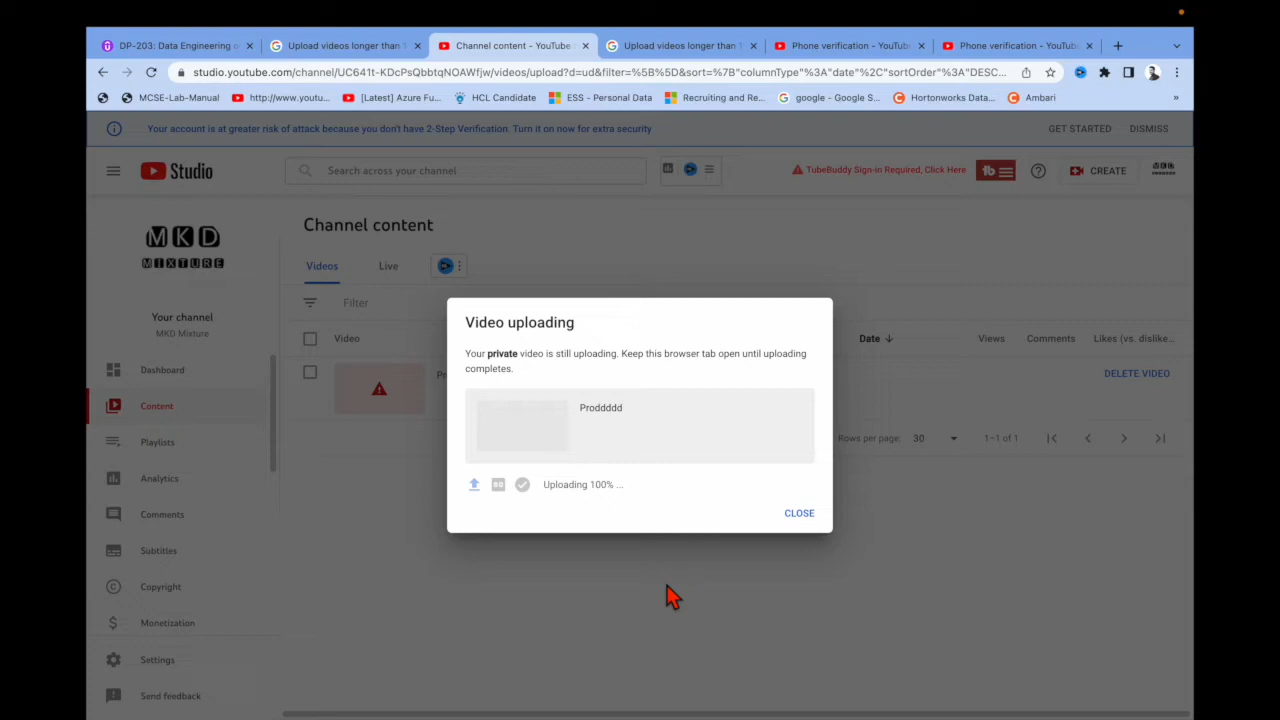 DP-203: Data Engineering o
Upload videos longer than 1
Channel content - YouTube
Upload videos longer than 1
Phone verification - YouTub
Phone verification - YouTub
studio.youtube.com/channel/UC641t-KDcPsQbbtqNOAWfjw/videos/upload?d=ud&filter=%5B%5D&sort=%7B"columnType"%3A"date"%2C"sortOrder"%3A"DESC...
MCSE-Lab-Manual
http://www.youtu...
[Latest] Azure Fu...
HCL Candidate
ESS - Personal Data
Recruiting and Re...
google - Google S...
Hortonworks Data...
Ambari
»
Your account is at greater risk of attack because you don't have 2-Step Verification. Turn it on now for extra security
GET STARTED
DISMISS
Studio
Search across your channel
TubeBuddy Sign-in Required, Click Here
tb
CREATE
MKD
MIXTURE
Your channel
MKD Mixture
Dashboard
Content
Playlists
Analytics
Comments
Subtitles
Copyright
Monetization
Settings
Send feedback
Channel content
Videos
Live
Filter
Video
Date
Views
Comments
Likes (vs. dislike...
Pr
DELETE VIDEO
Rows per page: 30
1–1 of 1
Video uploading
Your private video is still uploading. Keep this browser tab open until uploading
completes.
Proddddd
Uploading 100% ...
CLOSE